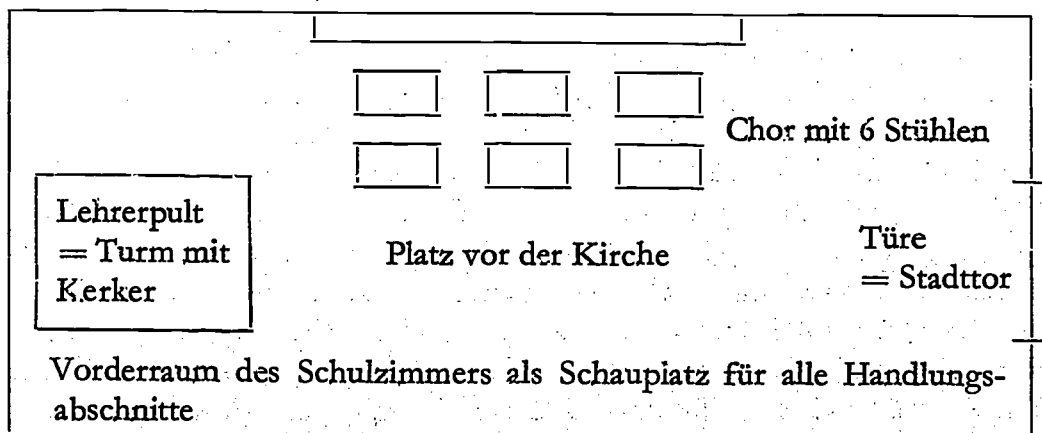 Chor mit 6 Stühlen
Lehrerpult
= Turm mit
Kerker
Platz vor der Kirche
Türe
= Stadttor
Vorderraum des Schulzimmers als Schauplatz für alle Handlungs-
abschnitte